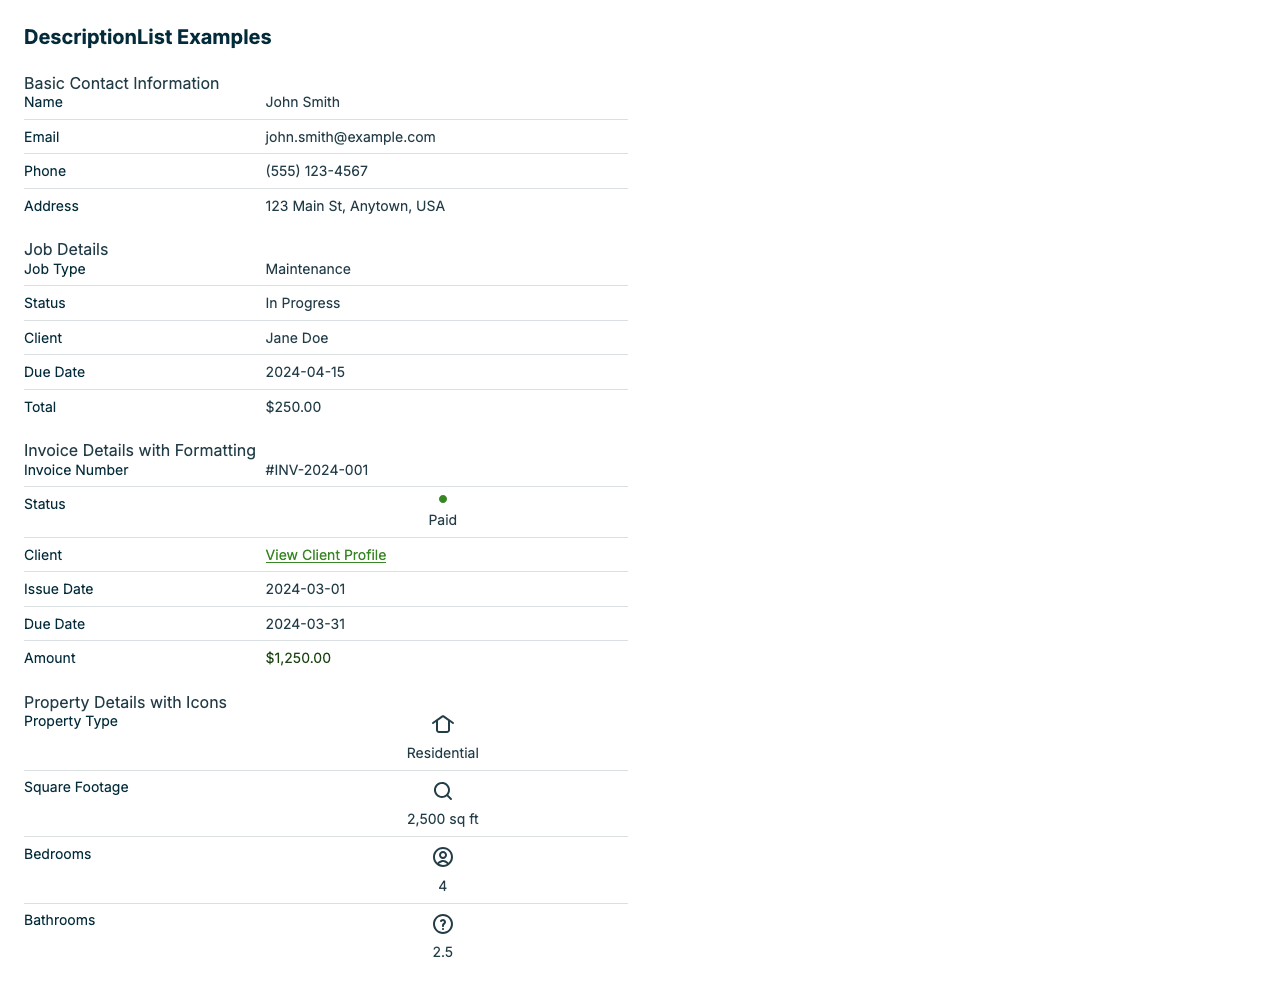 DescriptionList Examples
Basic Contact Information
Name John Smith
Email john.smith@example.com
Phone (555) 123-4567
Address 123 Main St, Anytown, USA
Job Details
Job Type Maintenance
Status In Progress
Client Jane Doe
Due Date 2024-04-15
Total $250.00
Invoice Details with Formatting
Invoice Number #INV-2024-001
Status
Paid
Client View Client Profile
Issue Date 2024-03-01
Due Date 2024-03-31
Amount $1,250.00
Property Details with Icons
Property Type
Residential
Square Footage
2,500 sq ft
Bedrooms
4
Bathrooms
2.5